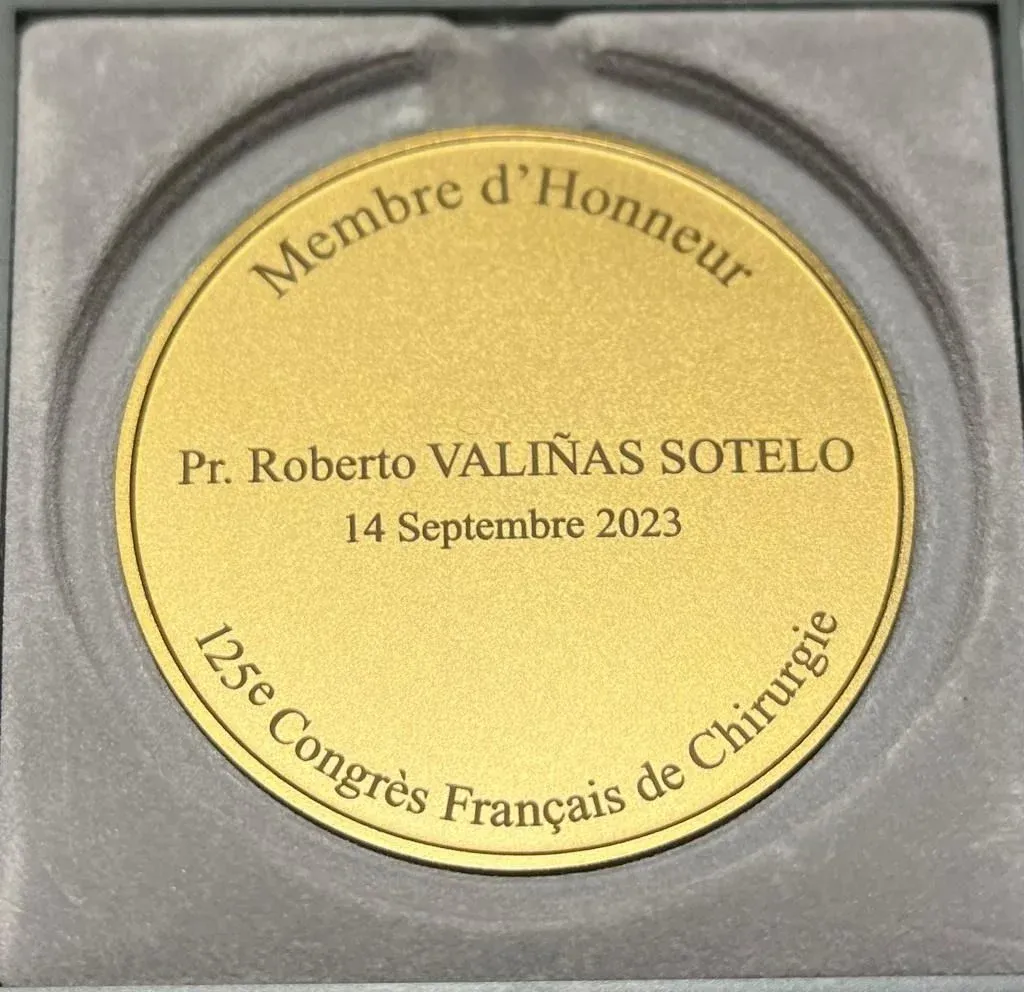 Membre d’Honneur
Pr. Roberto VALIÑAS SOTELO
14 Septembre 2023
125e Congrès Français de Chirurgie